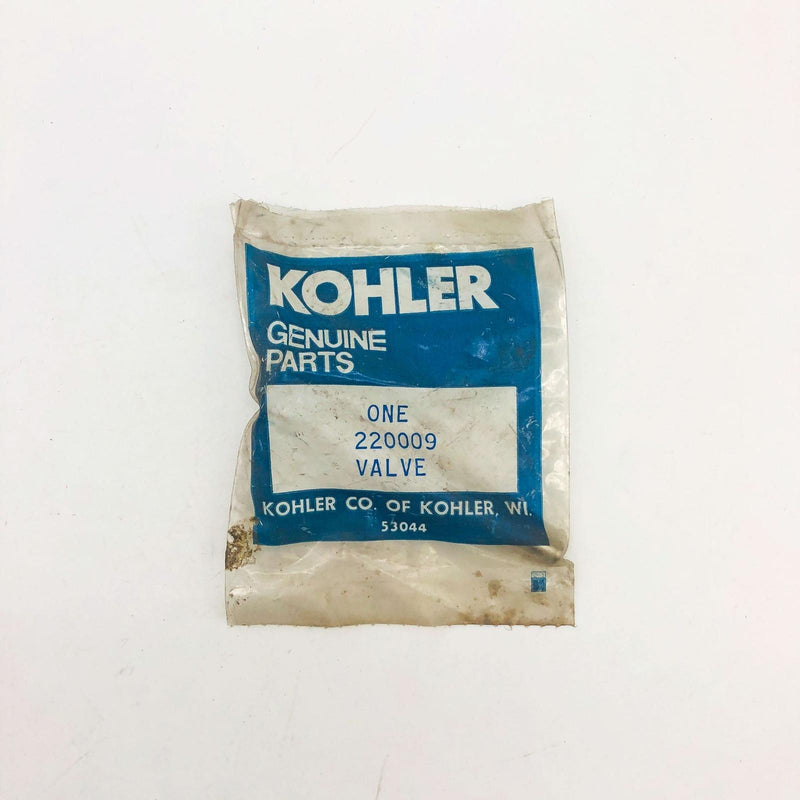 KOHLER
GENUINE
PARTS
ONE
220009
VALVE
KOHLER CO. OF KOHLER, WI.
53044